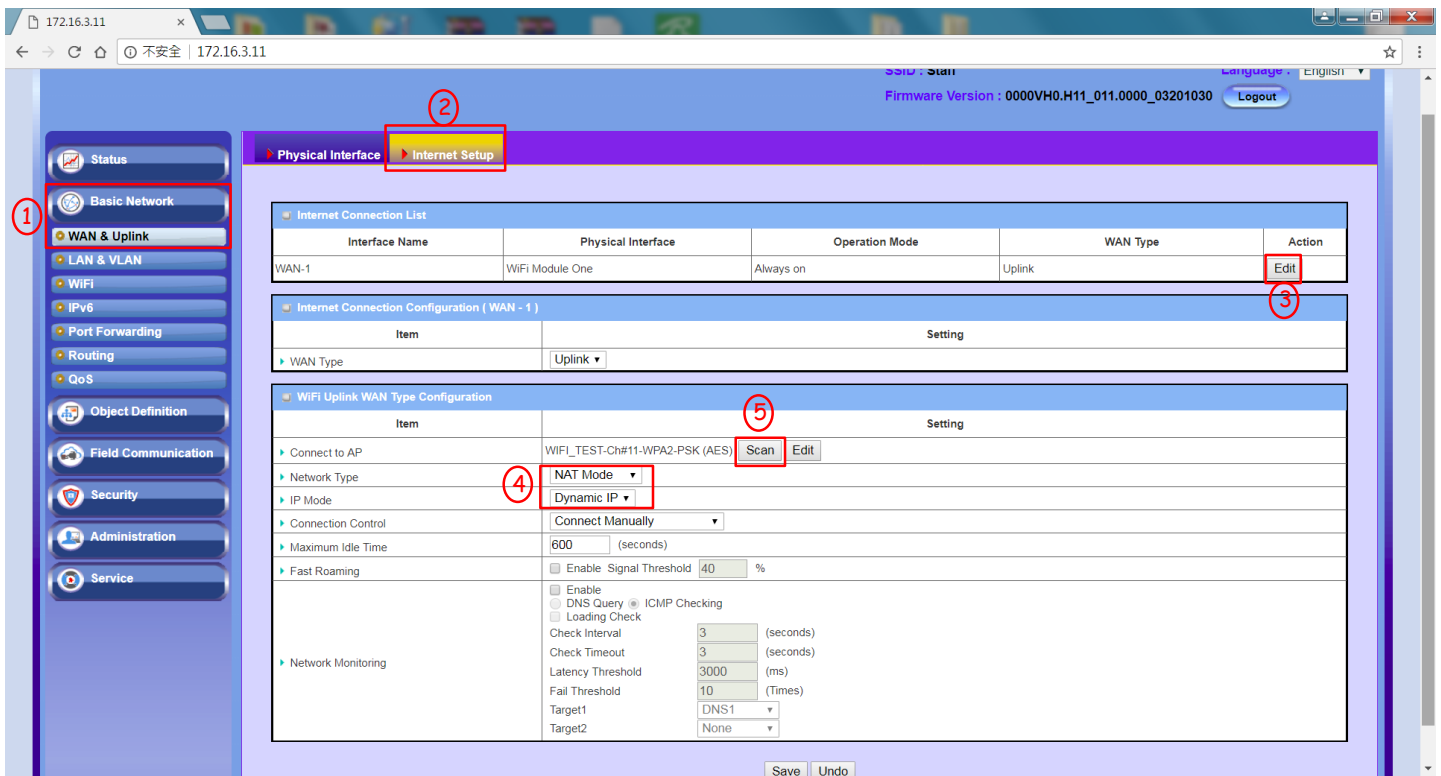 172.16.3.11 ×
不安全 | 172.16.3.11
SSID : Staff Language : English
Firmware Version : 0000VH0.H11_011.0000_03201030 Logout
2
Physical Interface Internet Setup
Status
1
Basic Network
WAN & Uplink
LAN & VLAN
WiFi
IPv6
Port Forwarding
Routing
QoS
Object Definition
Field Communication
Security
Administration
Service
Internet Connection List
Interface Name Physical Interface Operation Mode WAN Type Action
WAN-1 WiFi Module One Always on Uplink Edit
3
Internet Connection Configuration ( WAN - 1 )
Item Setting
WAN Type Uplink
WiFi Uplink WAN Type Configuration
Item Setting
5
Connect to AP WIFI_TEST-Ch#11-WPA2-PSK (AES) Scan Edit
4
Network Type NAT Mode
IP Mode Dynamic IP
Connection Control Connect Manually
Maximum Idle Time 600 (seconds)
Fast Roaming Enable Signal Threshold 40 %
Network Monitoring
Enable
DNS Query ICMP Checking
Loading Check
Check Interval 3 (seconds)
Check Timeout 3 (seconds)
Latency Threshold 3000 (ms)
Fail Threshold 10 (Times)
Target1 DNS1
Target2 None
Save Undo